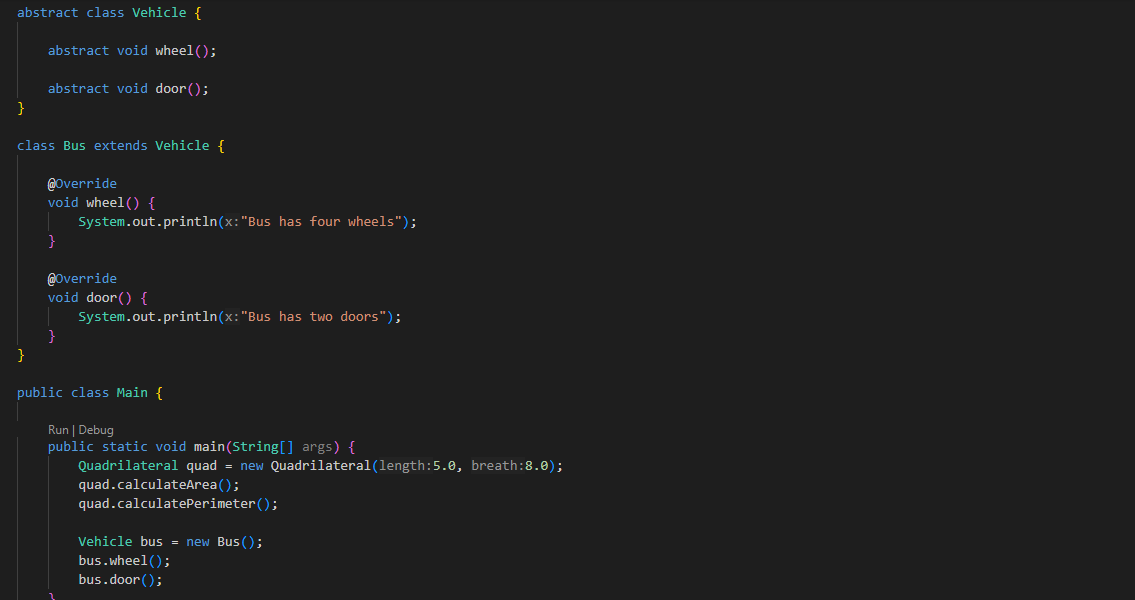 abstract class Vehicle {
abstract void wheel();
abstract void door();
}
class Bus extends Vehicle {
@Override
void wheel() {
System.out.println(x:"Bus has four wheels");
}
@Override
void door() {
System.out.println(x:"Bus has two doors");
}
}
public class Main {
Run | Debug
public static void main(String[] args) {
Quadrilateral quad = new Quadrilateral(length:5.0, breath:8.0);
quad.calculateArea();
quad.calculatePerimeter();
Vehicle bus = new Bus();
bus.wheel();
bus.door();
}